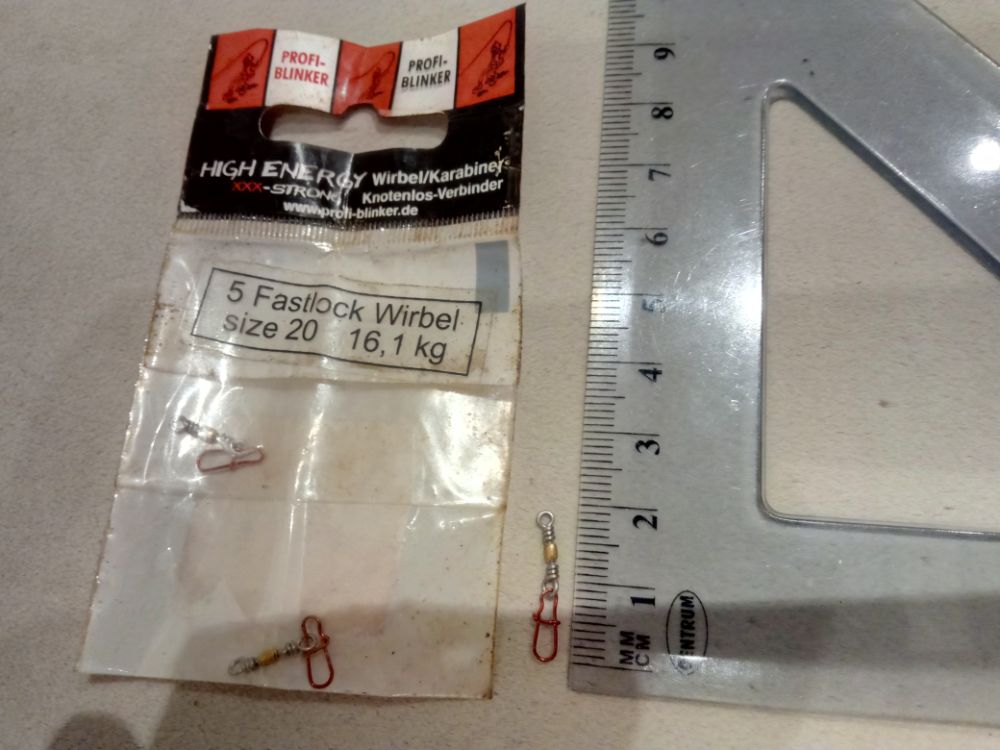 PROFI-
BLINKER
PROFI-
BLINKER
HIGH ENERGY
XXX-STRONG
Wirbel/Karabiner
Knotenlos-Verbinder
www.profi-blinker.de
5 Fastlock Wirbel
size 20 16,1 kg
9
8
7
6
5
4
3
2
1
MM
CM
CENTRUM